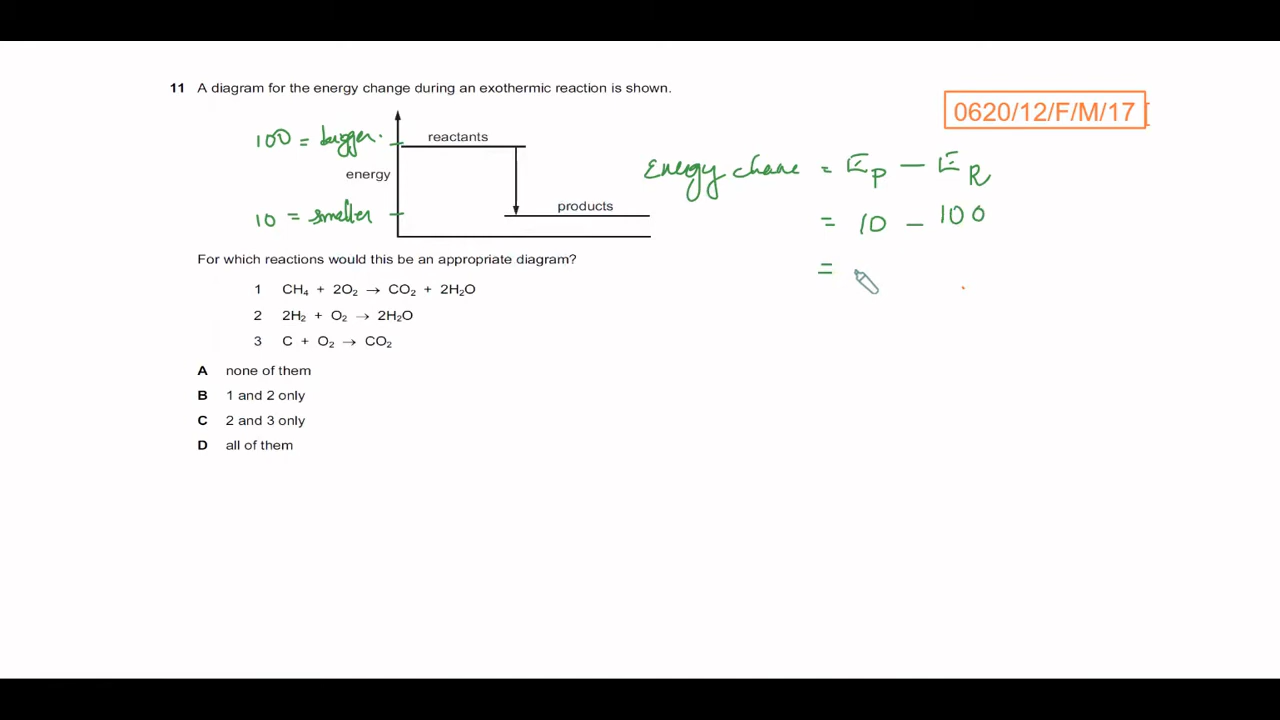 11 A diagram for the energy change during an exothermic reaction is shown.
0620/12/F/M/17
100 = bigger.
reactants
energy
10 = smaller
products
Energy chane = EP – ER
= 10 – 100
=
For which reactions would this be an appropriate diagram?
1 CH4 + 2O2 → CO2 + 2H2O
2 2H2 + O2 → 2H2O
3 C + O2 → CO2
A none of them
B 1 and 2 only
C 2 and 3 only
D all of them